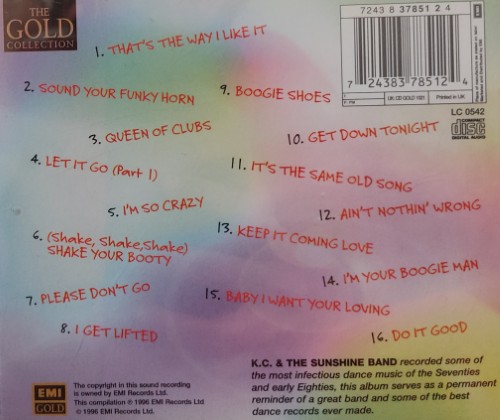 THE
GOLD
COLLECTION
7243 8 37851 2 4
1. THAT'S THE WAY I LIKE IT
2. SOUND YOUR FUNKY HORN
3. QUEEN OF CLUBS
4. LET IT GO (Part 1)
5. I'M SO CRAZY
6. (Shake, Shake, Shake)
SHAKE YOUR BOOTY
7. PLEASE DON'T GO
8. I GET LIFTED
9. BOOGIE SHOES
10. GET DOWN TONIGHT
11. IT'S THE SAME OLD SONG
12. AIN'T NOTHIN' WRONG
13. KEEP IT COMING LOVE
14. I'M YOUR BOOGIE MAN
15. BABY I WANT YOUR LOVING
16. DO IT GOOD
7 24383 78512 4
Printed in UK
LC 0542
COMPACT
disc
DIGITAL AUDIO
K.C. & THE SUNSHINE BAND recorded some of
the most infectious dance music of the Seventies
and early Eighties, this album serves as a permanent
reminder of a great band and some of the best
dance records ever made.
EMI
GOLD
The copyright in this sound recording
is owned by EMI Records Ltd.
This compilation ℗ 1996 EMI Records Ltd.
© 1996 EMI Records Ltd.